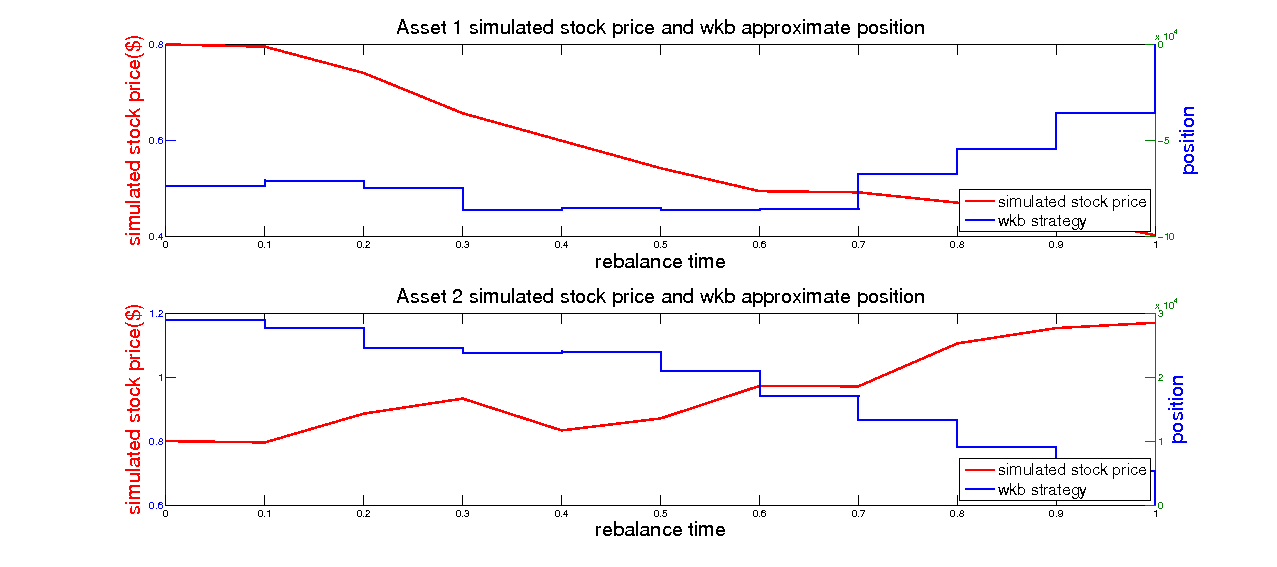 Asset 1 simulated stock price and wkb approximate position
x 10^4
simulated stock price($)
0.8
0.6
0.4
0
-5
-10
position
simulated stock price
wkb strategy
0 0.1 0.2 0.3 0.4 0.5 0.6 0.7 0.8 0.9 1
rebalance time
Asset 2 simulated stock price and wkb approximate position
x 10^4
simulated stock price($)
1.2
1
0.8
0.6
3
2
1
0
position
simulated stock price
wkb strategy
0 0.1 0.2 0.3 0.4 0.5 0.6 0.7 0.8 0.9 1
rebalance time